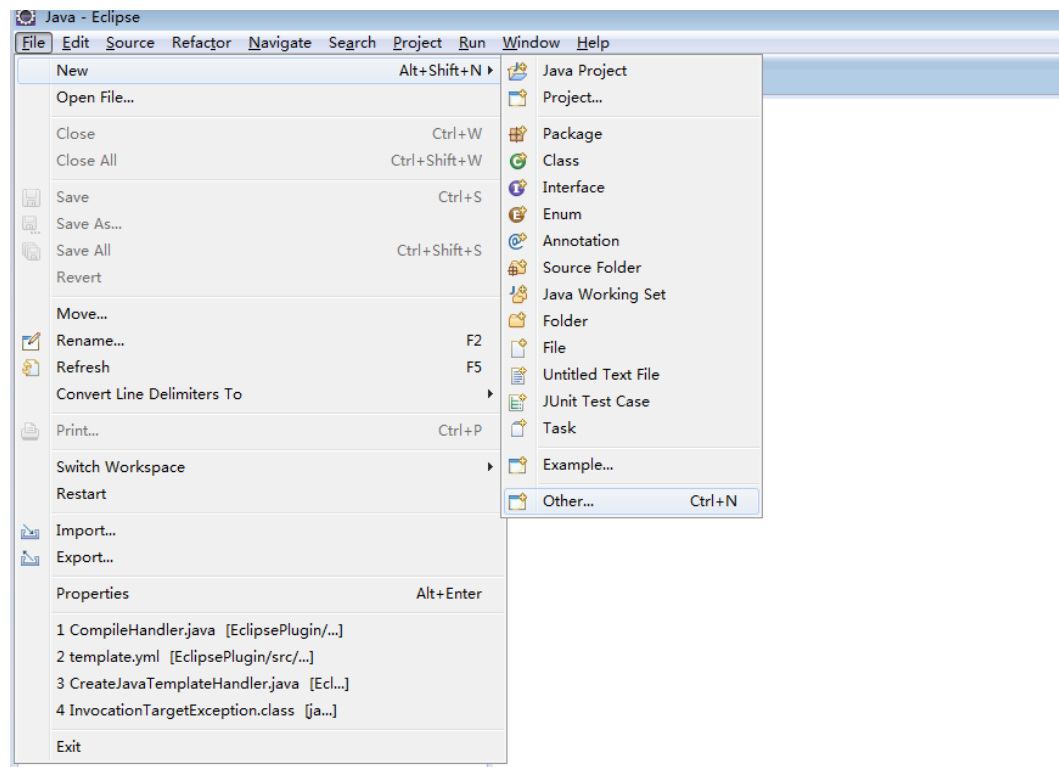 Java - Eclipse
File Edit Source Refactor Navigate Search Project Run Window Help
New Alt+Shift+N
Open File...
Close Ctrl+W
Close All Ctrl+Shift+W
Save Ctrl+S
Save As...
Save All Ctrl+Shift+S
Revert
Move...
Rename... F2
Refresh F5
Convert Line Delimiters To
Print... Ctrl+P
Switch Workspace
Restart
Import...
Export...
Properties Alt+Enter
1 CompileHandler.java [EclipsePlugin/...]
2 template.yml [EclipsePlugin/src/...]
3 CreateJavaTemplateHandler.java [Ecl...]
4 InvocationTargetException.class [ja...]
Exit
Java Project
Project...
Package
Class
Interface
Enum
Annotation
Source Folder
Java Working Set
Folder
File
Untitled Text File
JUnit Test Case
Task
Example...
Other... Ctrl+N